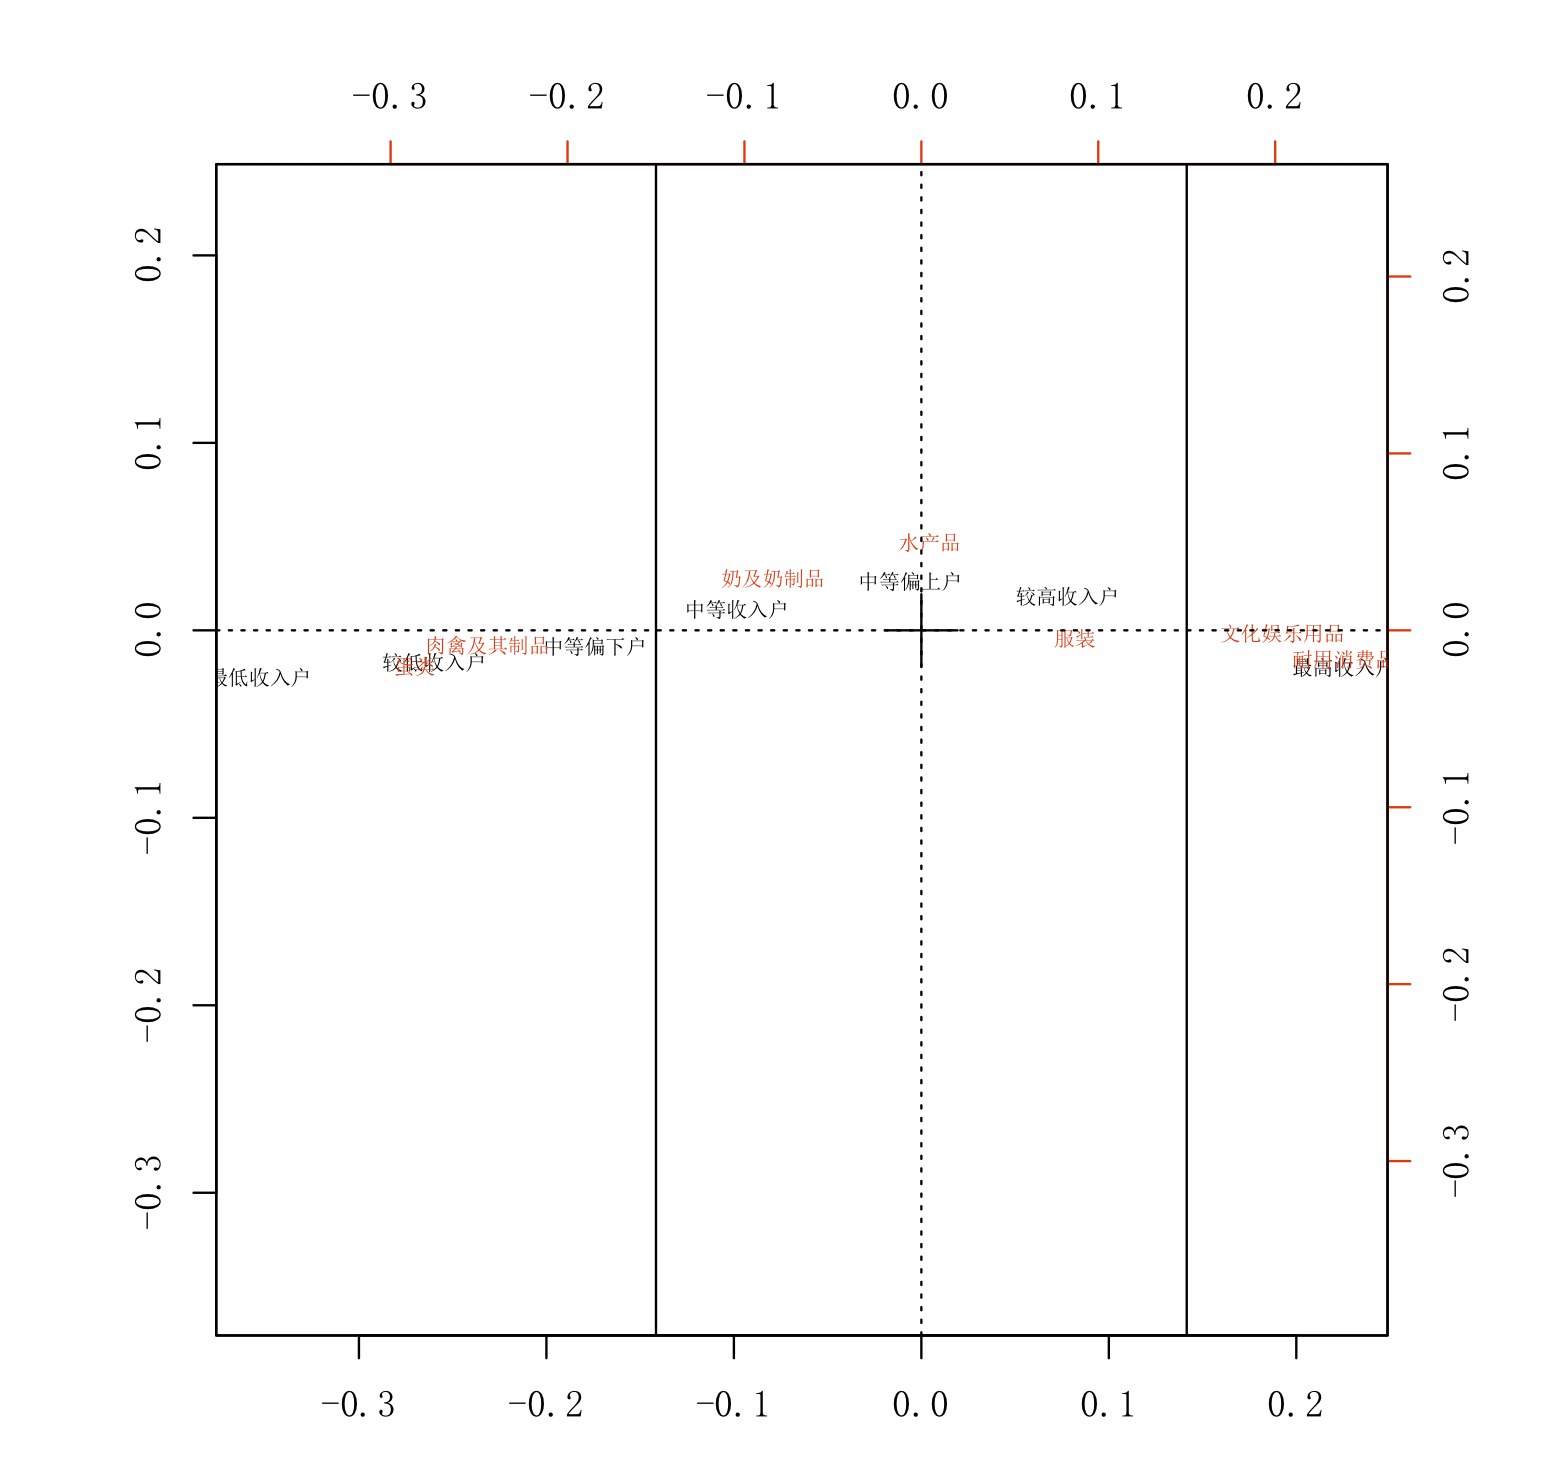 -0.3 -0.2 -0.1 0.0 0.1 0.2
0.2
0.2
0.1
0.1
水产品
奶及奶制品
中等偏上户
较高收入户
中等收入户
0.0
0.0
服装
文化娱乐用品
肉禽及其制品
中等偏下户
耐用消费品
较低收入户
蛋类
最高收入户
最低收入户
-0.1
-0.1
-0.2
-0.2
-0.3
-0.3
-0.3 -0.2 -0.1 0.0 0.1 0.2